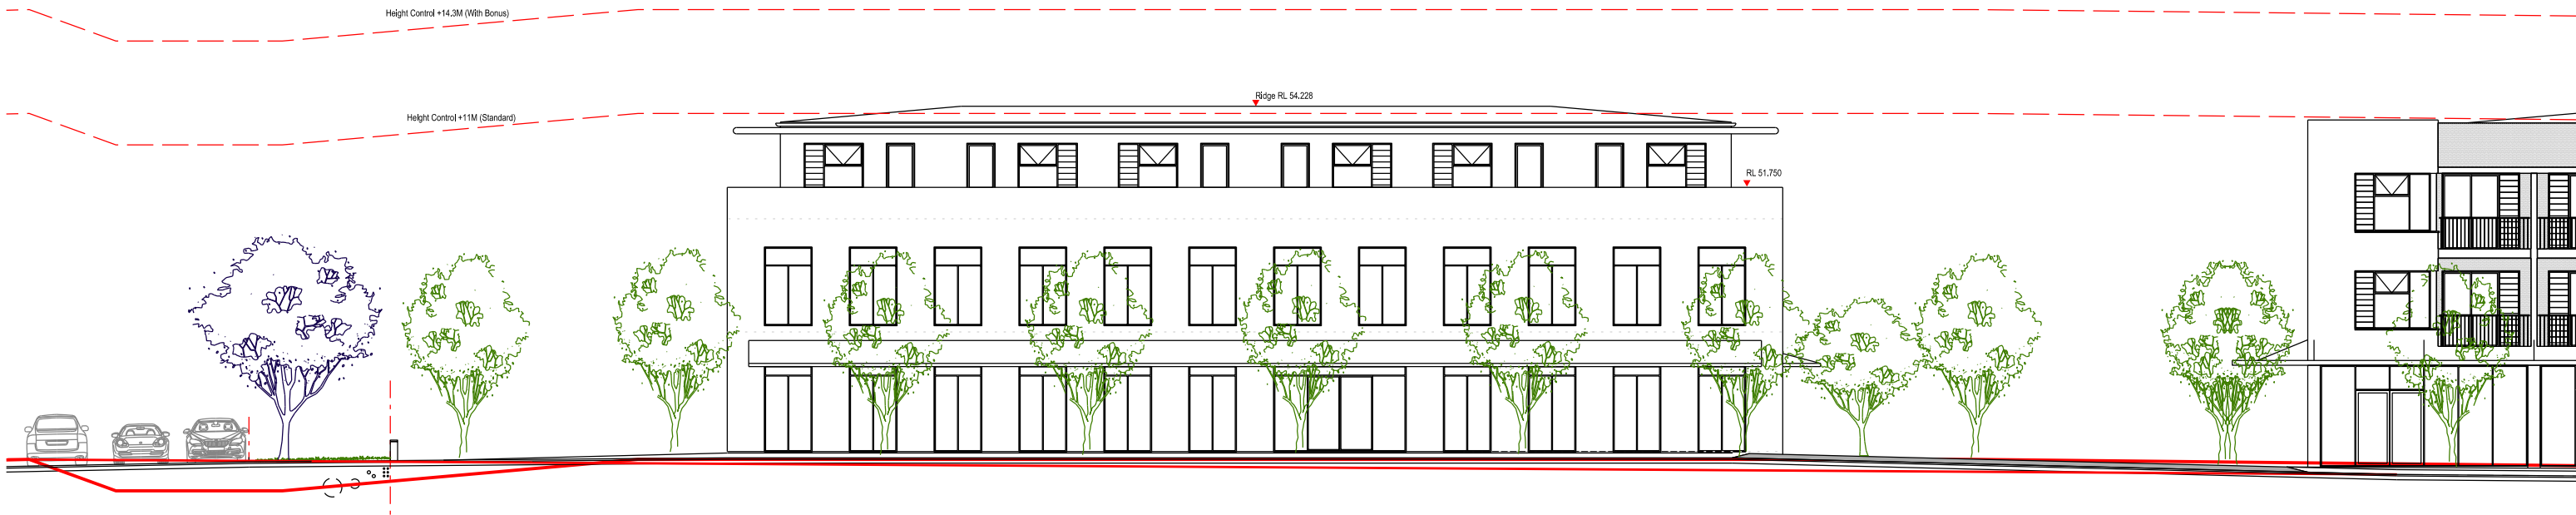 Height Control +14.3M (With Bonus)
Ridge RL 54.228
Height Control +11M (Standard)
RL 51.750